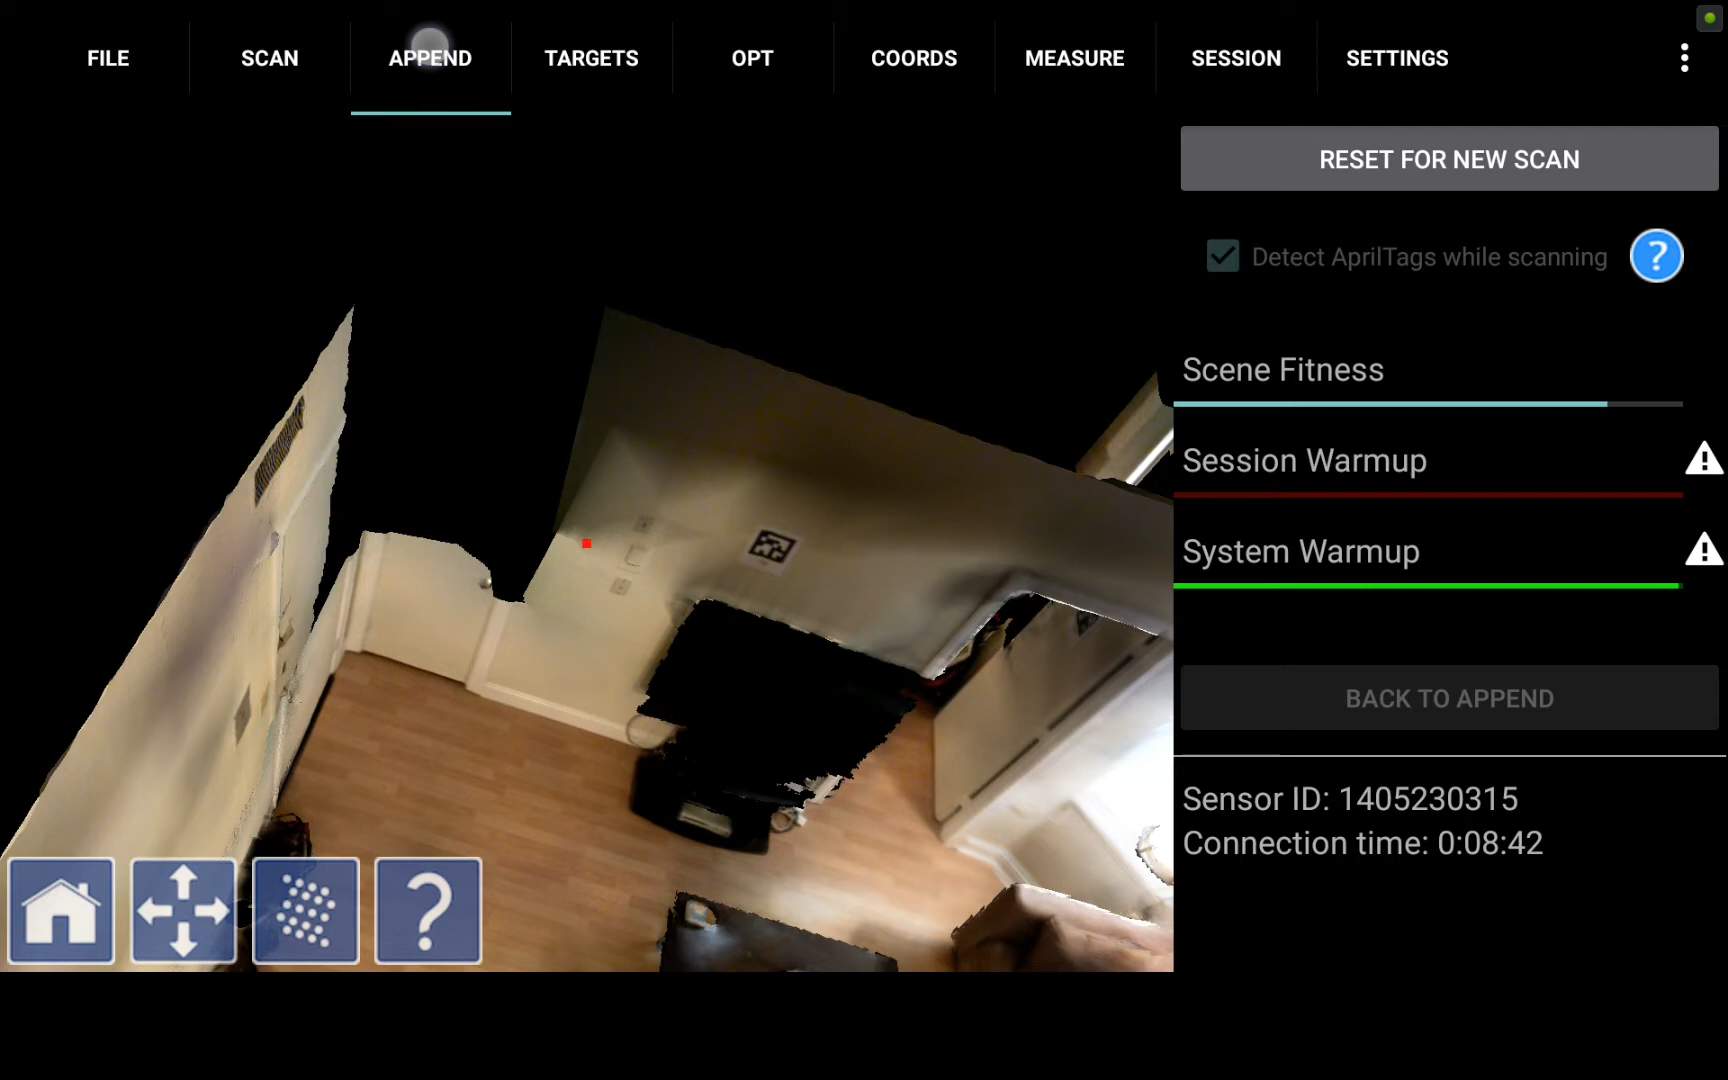 FILE
SCAN
APPEND
TARGETS
OPT
COORDS
MEASURE
SESSION
SETTINGS
RESET FOR NEW SCAN
Detect AprilTags while scanning
?
Scene Fitness
Session Warmup
System Warmup
BACK TO APPEND
Sensor ID: 1405230315
Connection time: 0:08:42
?